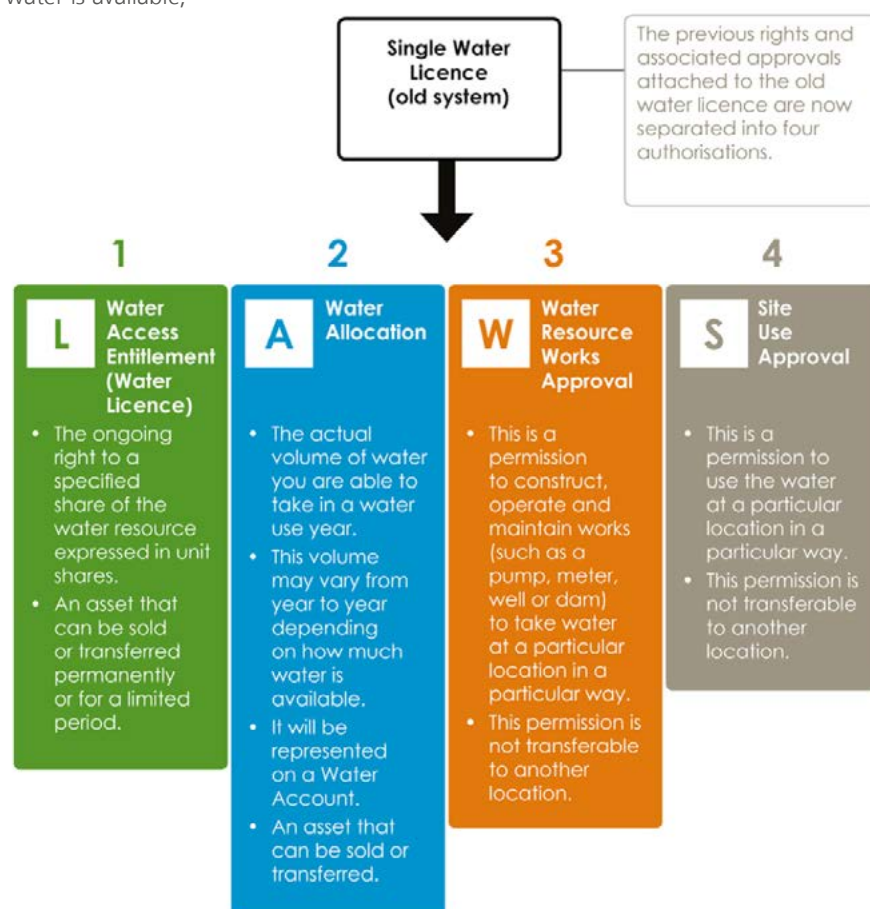 water is available;
Single Water
Licence
(old system)
The previous rights and
associated approvals
attached to the old
water licence are now
separated into four
authorisations.
1
L
Water
Access
Entitlement
(Water
Licence)
• The ongoing
right to a
specified
share of the
water resource
expressed in unit
shares.
• An asset that
can be sold
or transferred
permanently
or for a limited
period.
2
A
Water
Allocation
• The actual
volume of water
you are able to
take in a water
use year.
• This volume
may vary from
year to year
depending
on how much
water is
available.
• It will be
represented
on a Water
Account.
• An asset that
can be sold or
transferred.
3
W
Water
Resource
Works
Approval
• This is a
permission
to construct,
operate and
maintain works
(such as a
pump, meter,
well or dam)
to take water
at a particular
location in a
particular way.
• This permission is
not transferable
to another
location.
4
S
Site
Use
Approval
• This is a
permission to
use the water
at a particular
location in a
particular way.
• This permission is
not transferable
to another
location.